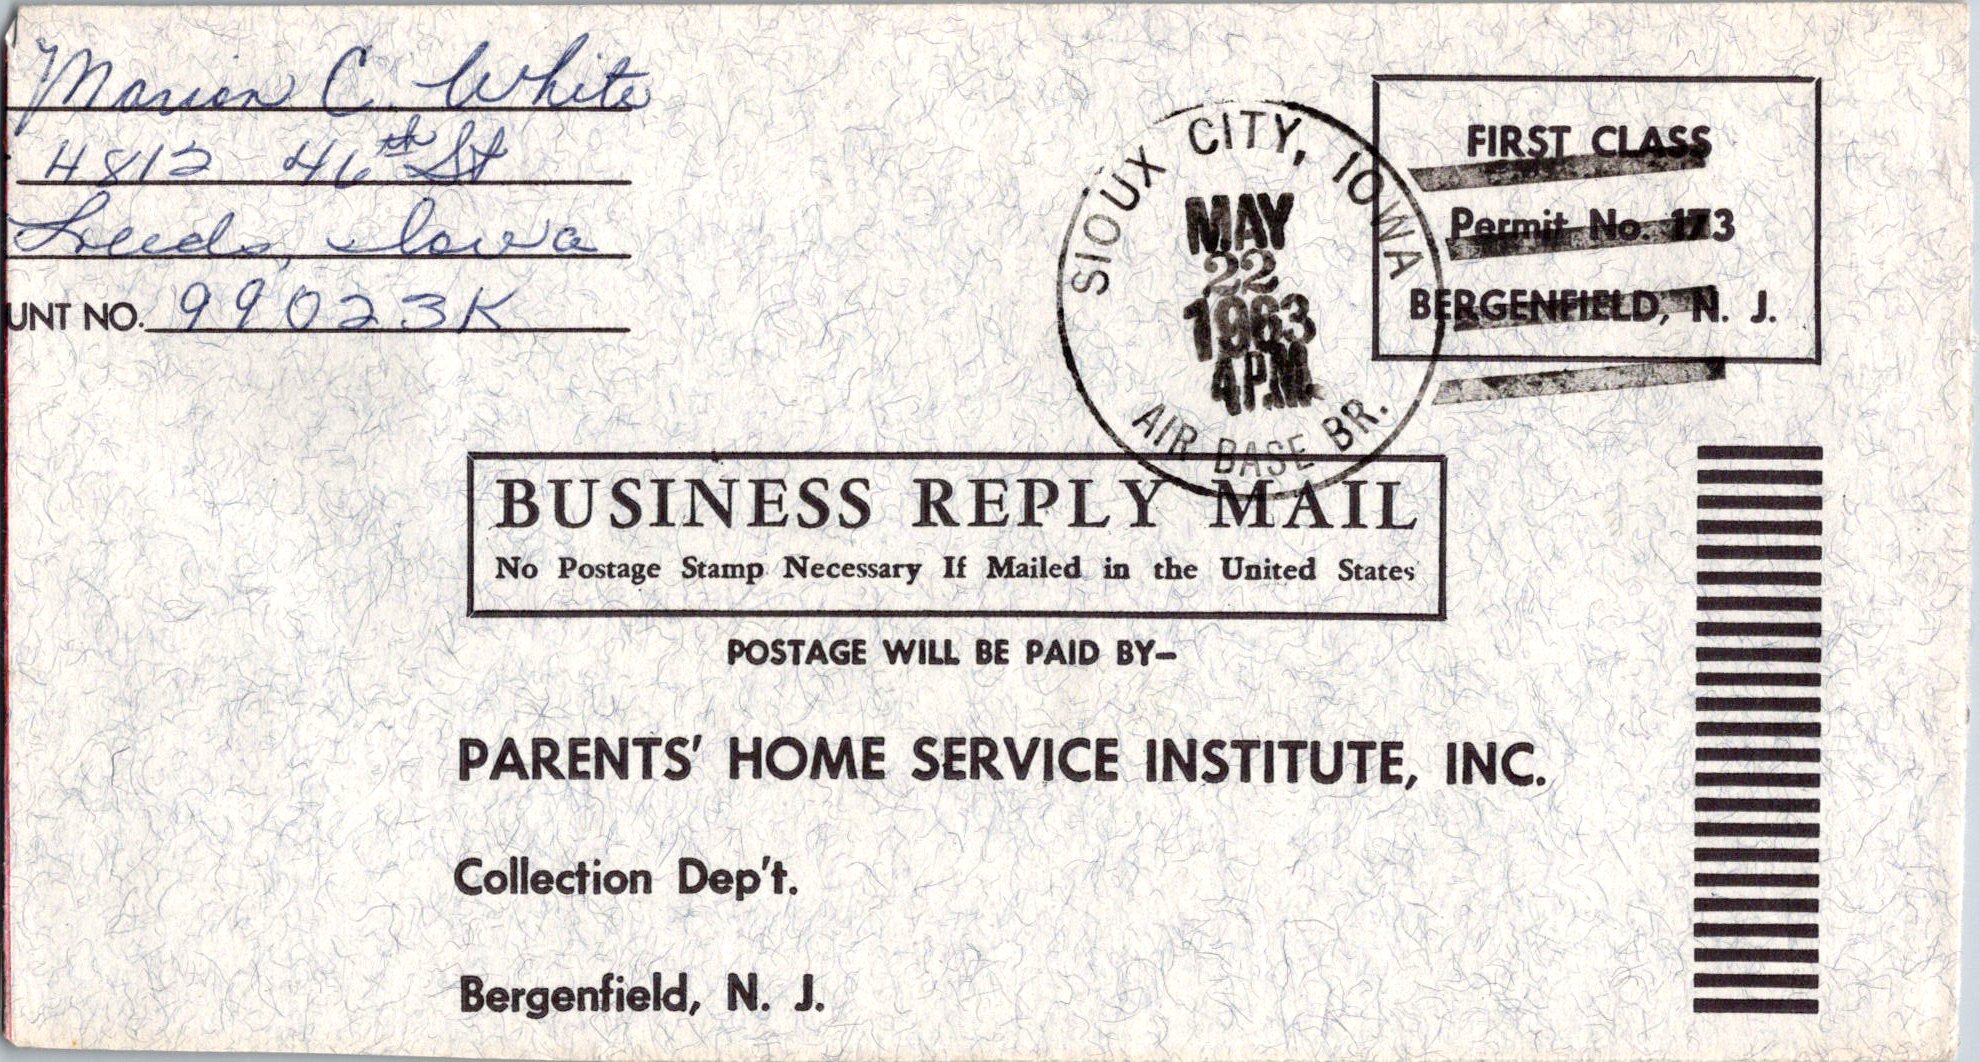 Marion C. White
4812 46th St
Leeds, Iowa
UNT NO. 99023K
SIOUX CITY, IOWA
MAY
22
1963
4 PM
AIR BASE BR.
FIRST CLASS
Permit No. 173
BERGENFIELD, N. J.
BUSINESS REPLY MAIL
No Postage Stamp Necessary If Mailed in the United States
POSTAGE WILL BE PAID BY–
PARENTS' HOME SERVICE INSTITUTE, INC.
Collection Dep't.
Bergenfield, N. J.